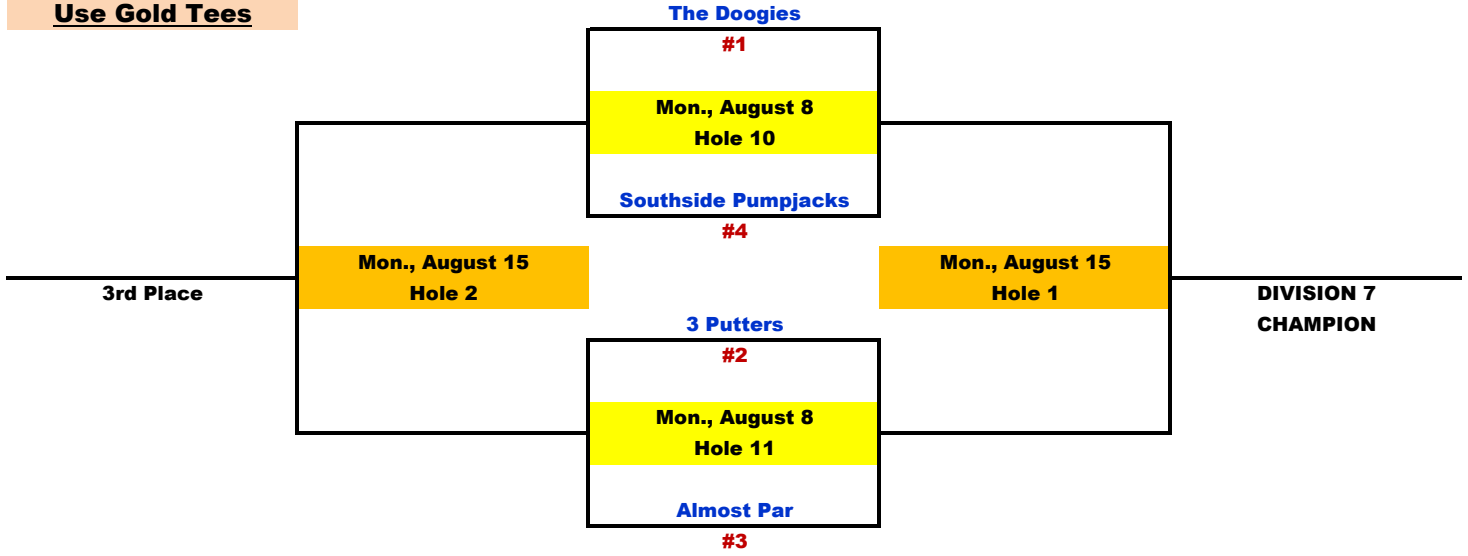 Use Gold Tees
The Doogies
#1
Mon., August 8
Hole 10
Southside Pumpjacks
#4
Mon., August 15
Hole 2
3rd Place
Mon., August 15
Hole 1
DIVISION 7
CHAMPION
3 Putters
#2
Mon., August 8
Hole 11
Almost Par
#3